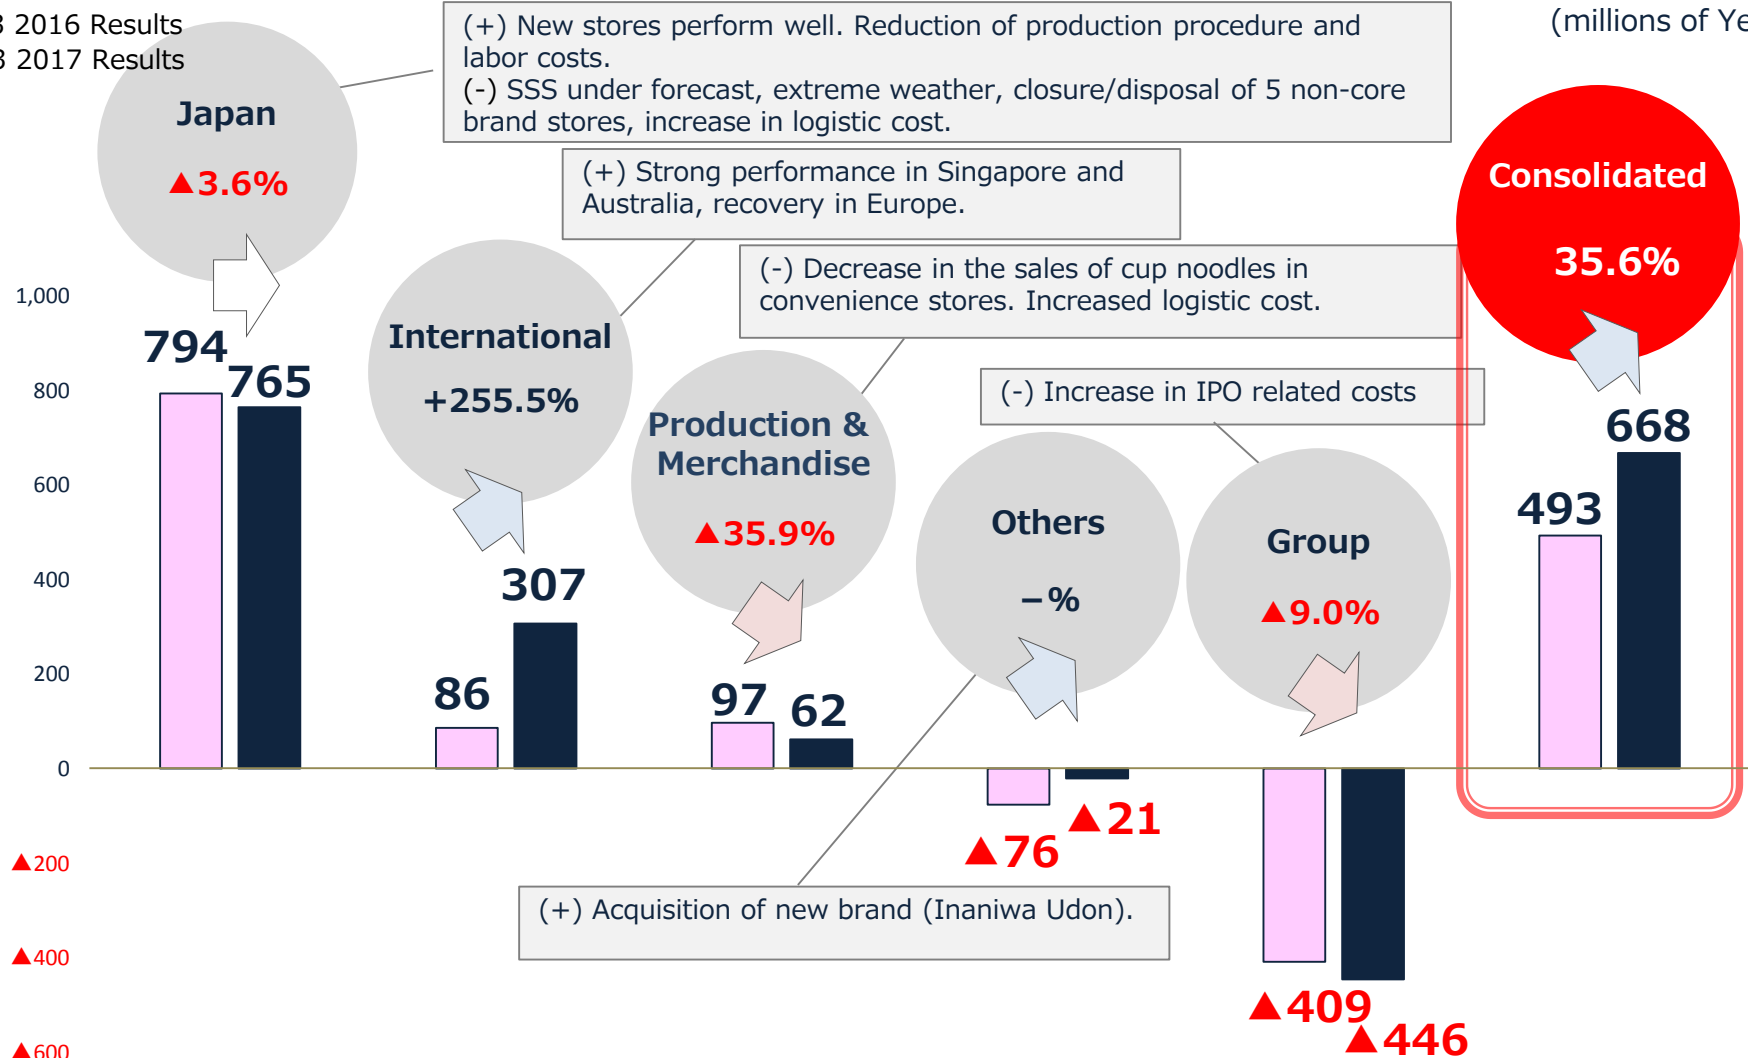 3 2016 Results
3 2017 Results
(millions of Ye
(+) New stores perform well. Reduction of production procedure and
labor costs.
(-) SSS under forecast, extreme weather, closure/disposal of 5 non-core
brand stores, increase in logistic cost.
Japan
▲3.6%
(+) Strong performance in Singapore and
Australia, recovery in Europe.
Consolidated
35.6%
(-) Decrease in the sales of cup noodles in
convenience stores. Increased logistic cost.
International
+255.5%
(-) Increase in IPO related costs
Production &
Merchandise
▲35.9%
Others
−%
Group
▲9.0%
1,000
800
600
400
200
0
▲200
▲400
▲600
794
765
86
307
97
62
▲76
▲21
▲409
▲446
493
668
(+) Acquisition of new brand (Inaniwa Udon).